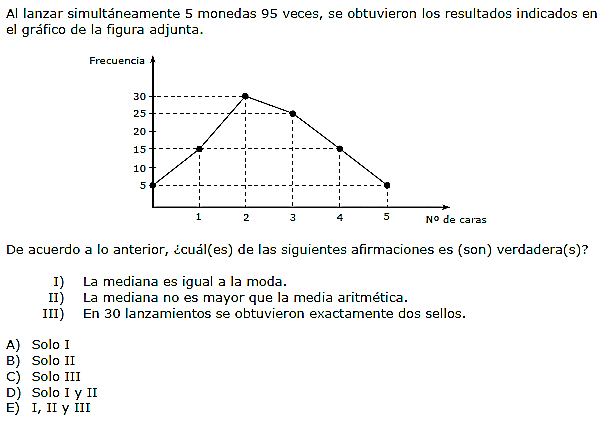 Al lanzar simultáneamente 5 monedas 95 veces, se obtuvieron los resultados indicados en
el gráfico de la figura adjunta.
Frecuencia
30
25
20
15
10
5
1 2 3 4 5 Nº de caras
De acuerdo a lo anterior, ¿cuál(es) de las siguientes afirmaciones es (son) verdadera(s)?
I) La mediana es igual a la moda.
II) La mediana no es mayor que la media aritmética.
III) En 30 lanzamientos se obtuvieron exactamente dos sellos.
A) Solo I
B) Solo II
C) Solo III
D) Solo I y II
E) I, II y III